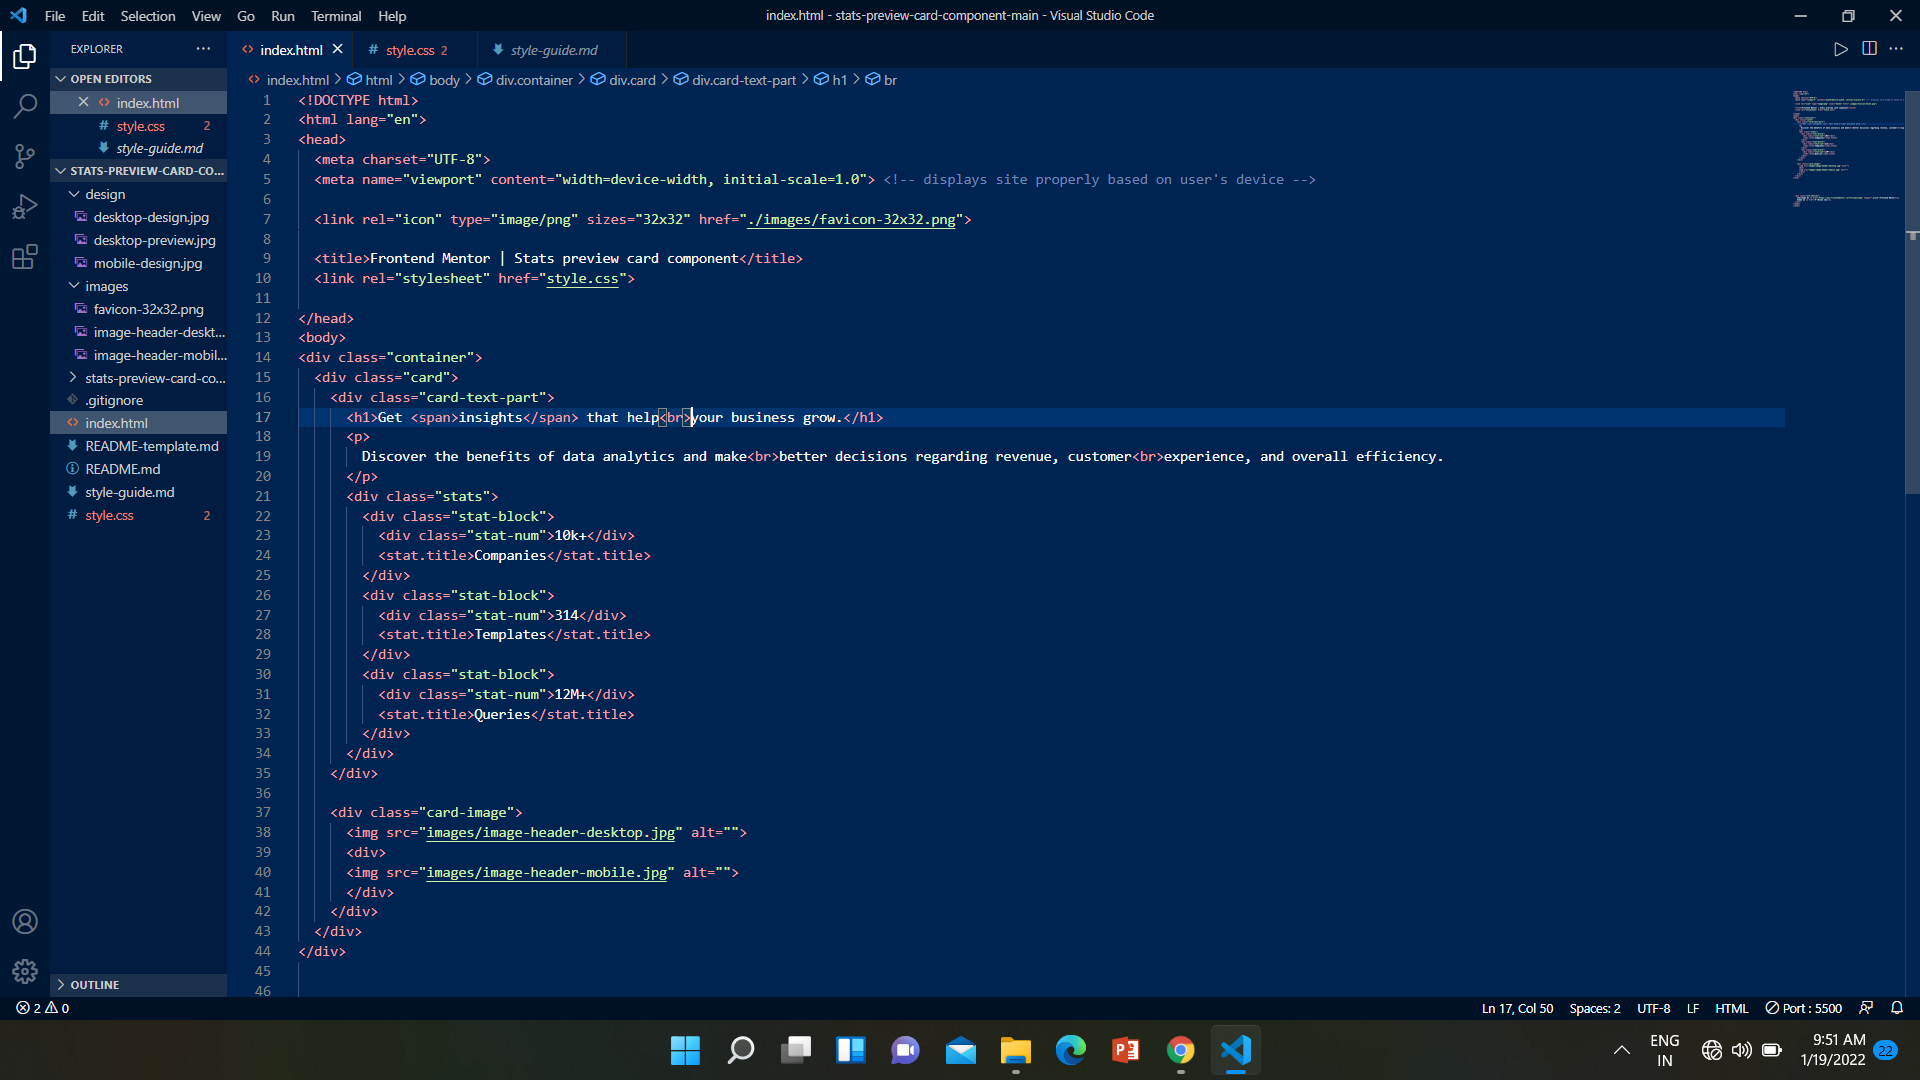 File Edit Selection View Go Run Terminal Help
index.html - stats-preview-card-component-main - Visual Studio Code
EXPLORER
index.html
style.css 2
style-guide.md
OPEN EDITORS
index.html
style.css 2
style-guide.md
STATS-PREVIEW-CARD-CO...
design
desktop-design.jpg
desktop-preview.jpg
mobile-design.jpg
images
favicon-32x32.png
image-header-deskt...
image-header-mobil...
stats-preview-card-co...
.gitignore
index.html
README-template.md
README.md
style-guide.md
style.css 2
OUTLINE
index.html > html > body > div.container > div.card > div.card-text-part > h1 > br
1 <!DOCTYPE html>
2 <html lang="en">
3 <head>
4 <meta charset="UTF-8">
5 <meta name="viewport" content="width=device-width, initial-scale=1.0"> <!-- displays site properly based on user's device -->
6
7 <link rel="icon" type="image/png" sizes="32x32" href="./images/favicon-32x32.png">
8
9 <title>Frontend Mentor | Stats preview card component</title>
10 <link rel="stylesheet" href="style.css">
11
12 </head>
13 <body>
14 <div class="container">
15 <div class="card">
16 <div class="card-text-part">
17 <h1>Get <span>insights</span> that help<br>your business grow.</h1>
18 <p>
19 Discover the benefits of data analytics and make<br>better decisions regarding revenue, customer<br>experience, and overall efficiency.
20 </p>
21 <div class="stats">
22 <div class="stat-block">
23 <div class="stat-num">10k+</div>
24 <stat.title>Companies</stat.title>
25 </div>
26 <div class="stat-block">
27 <div class="stat-num">314</div>
28 <stat.title>Templates</stat.title>
29 </div>
30 <div class="stat-block">
31 <div class="stat-num">12M+</div>
32 <stat.title>Queries</stat.title>
33 </div>
34 </div>
35 </div>
36
37 <div class="card-image">
38 <img src="images/image-header-desktop.jpg" alt="">
39 <div>
40 <img src="images/image-header-mobile.jpg" alt="">
41 </div>
42 </div>
43 </div>
44 </div>
45
46
2 0
Ln 17, Col 50 Spaces: 2 UTF-8 LF HTML Port : 5500
ENG
IN
9:51 AM
1/19/2022
22